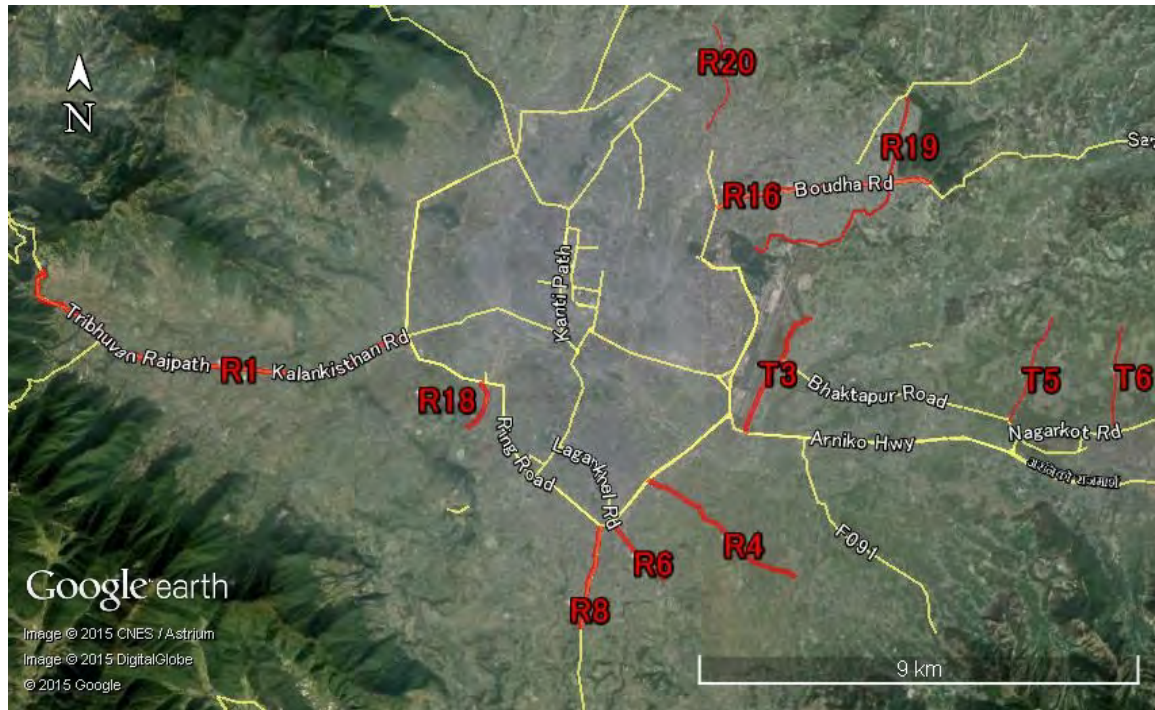 R20
N
R19
Sa
R16
Boudha Rd
Kanti Path
Tribhuvan Rajpath
R1
Kalankisthan Rd
R18
T3
T5
T6
Bhaktapur Road
Nagarkot Rd
Arniko Hwy
Ring Road
Rd
R4
F091
R6
R8
Google earth
Image © 2015 CNES / Astrium
Image © 2015 DigitalGlobe
© 2015 Google
9 km